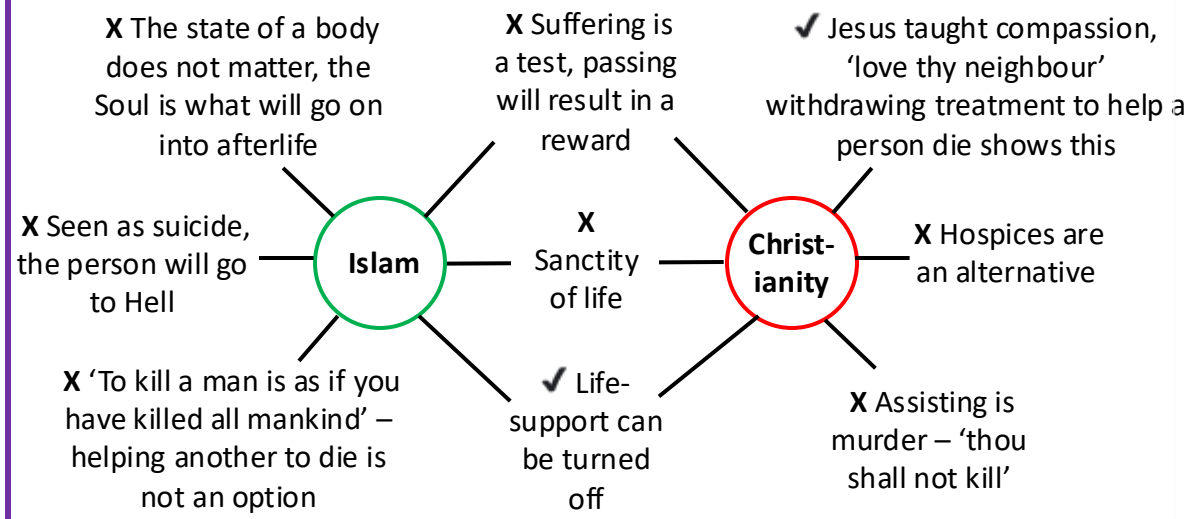 X The state of a body
does not matter, the
Soul is what will go on
into afterlife
X Suffering is
a test, passing
will result in a
reward
✓ Jesus taught compassion,
‘love thy neighbour’
withdrawing treatment to help a
person die shows this
X Seen as suicide,
the person will go
to Hell
Islam
X
Sanctity
of life
Christ-
ianity
X Hospices are
an alternative
X ‘To kill a man is as if you
have killed all mankind’ –
helping another to die is
not an option
✓ Life-
support can
be turned
off
X Assisting is
murder – ‘thou
shall not kill’